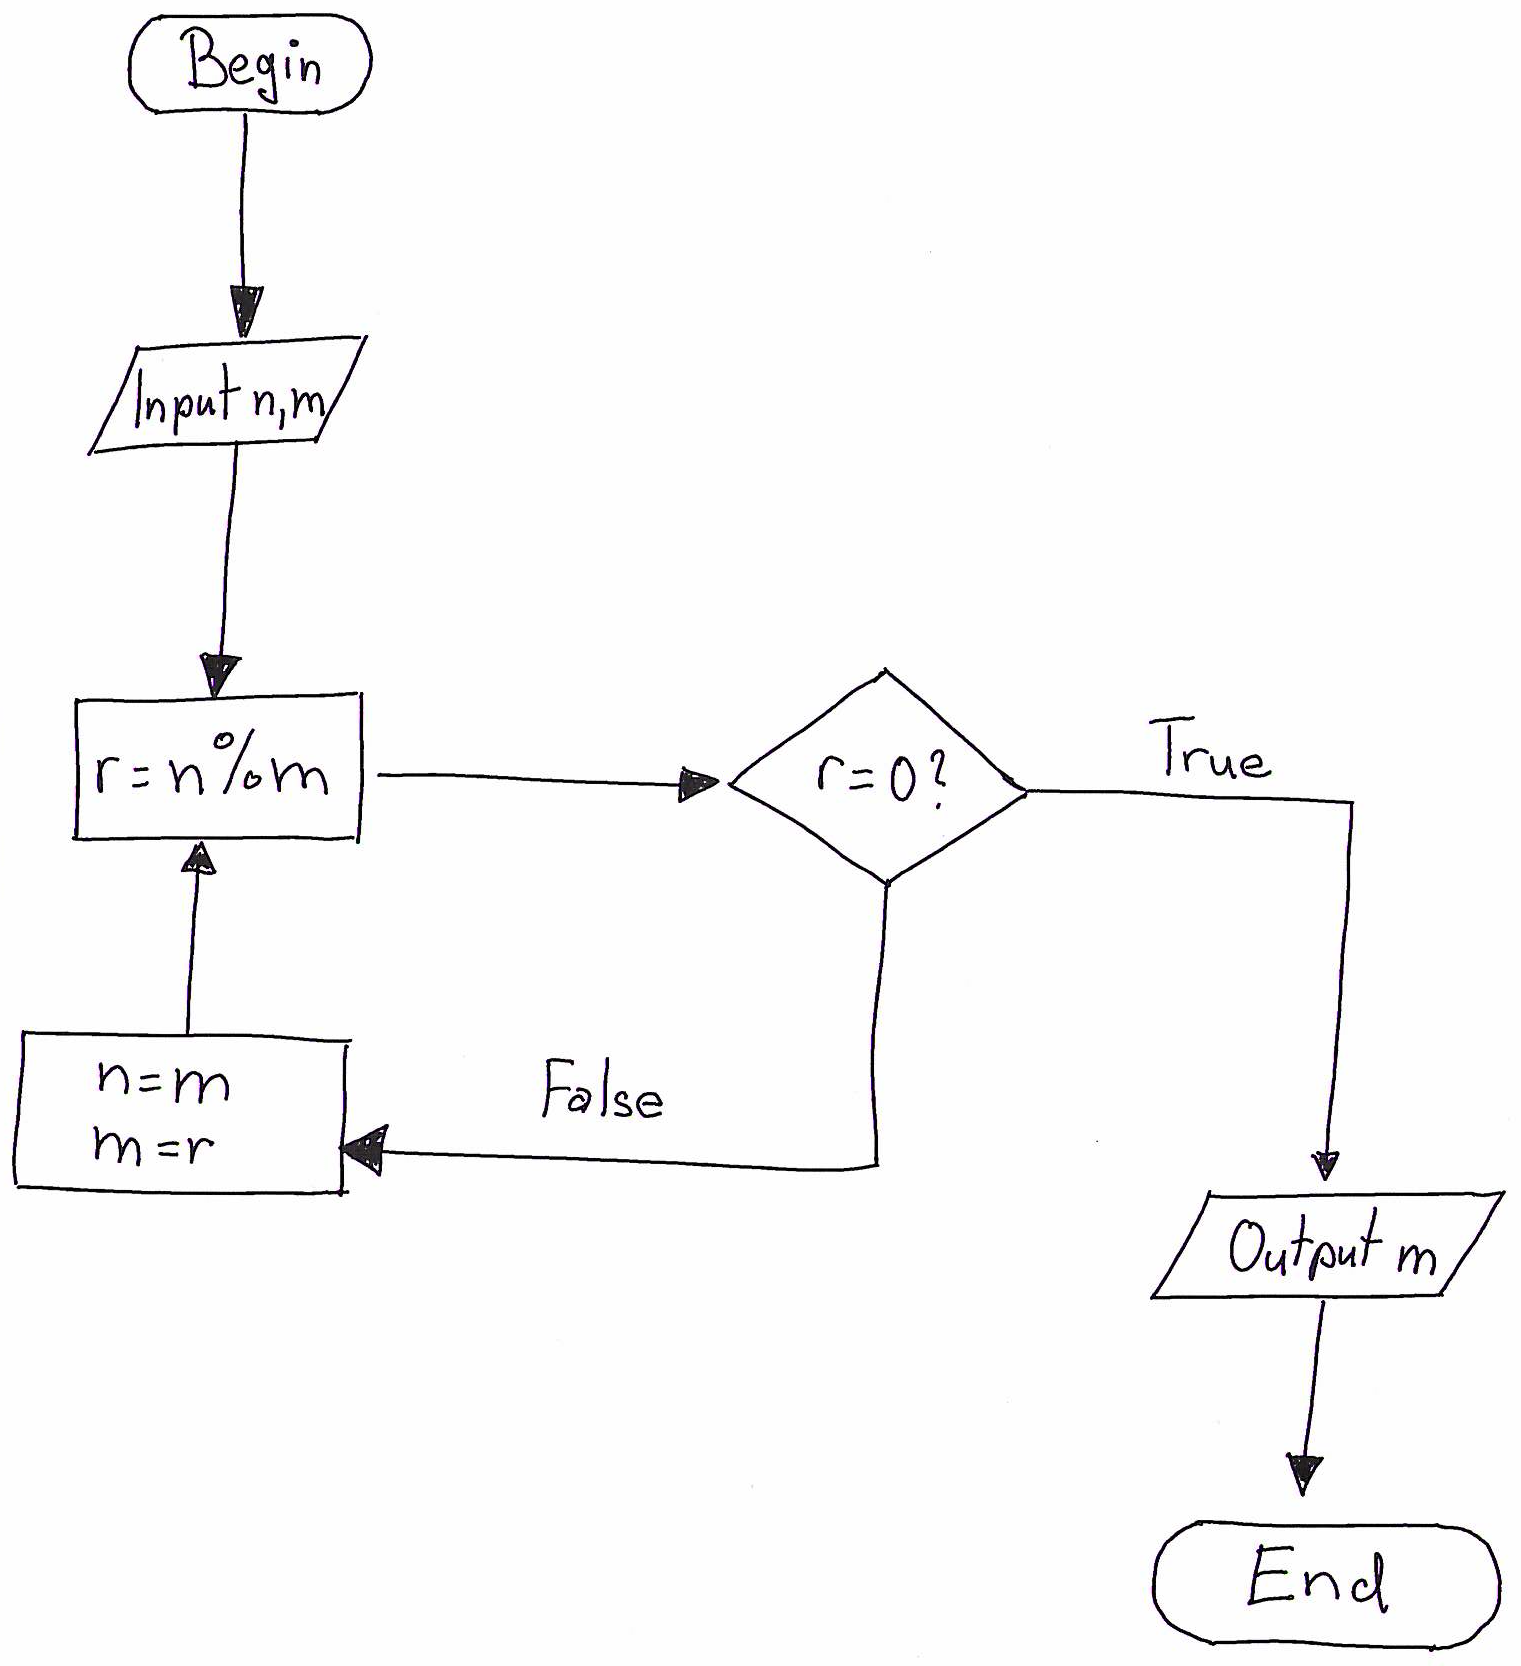 Begin
Input n,m
r=n%m
r=0?
True
False
n=m
m=r
Output m
End